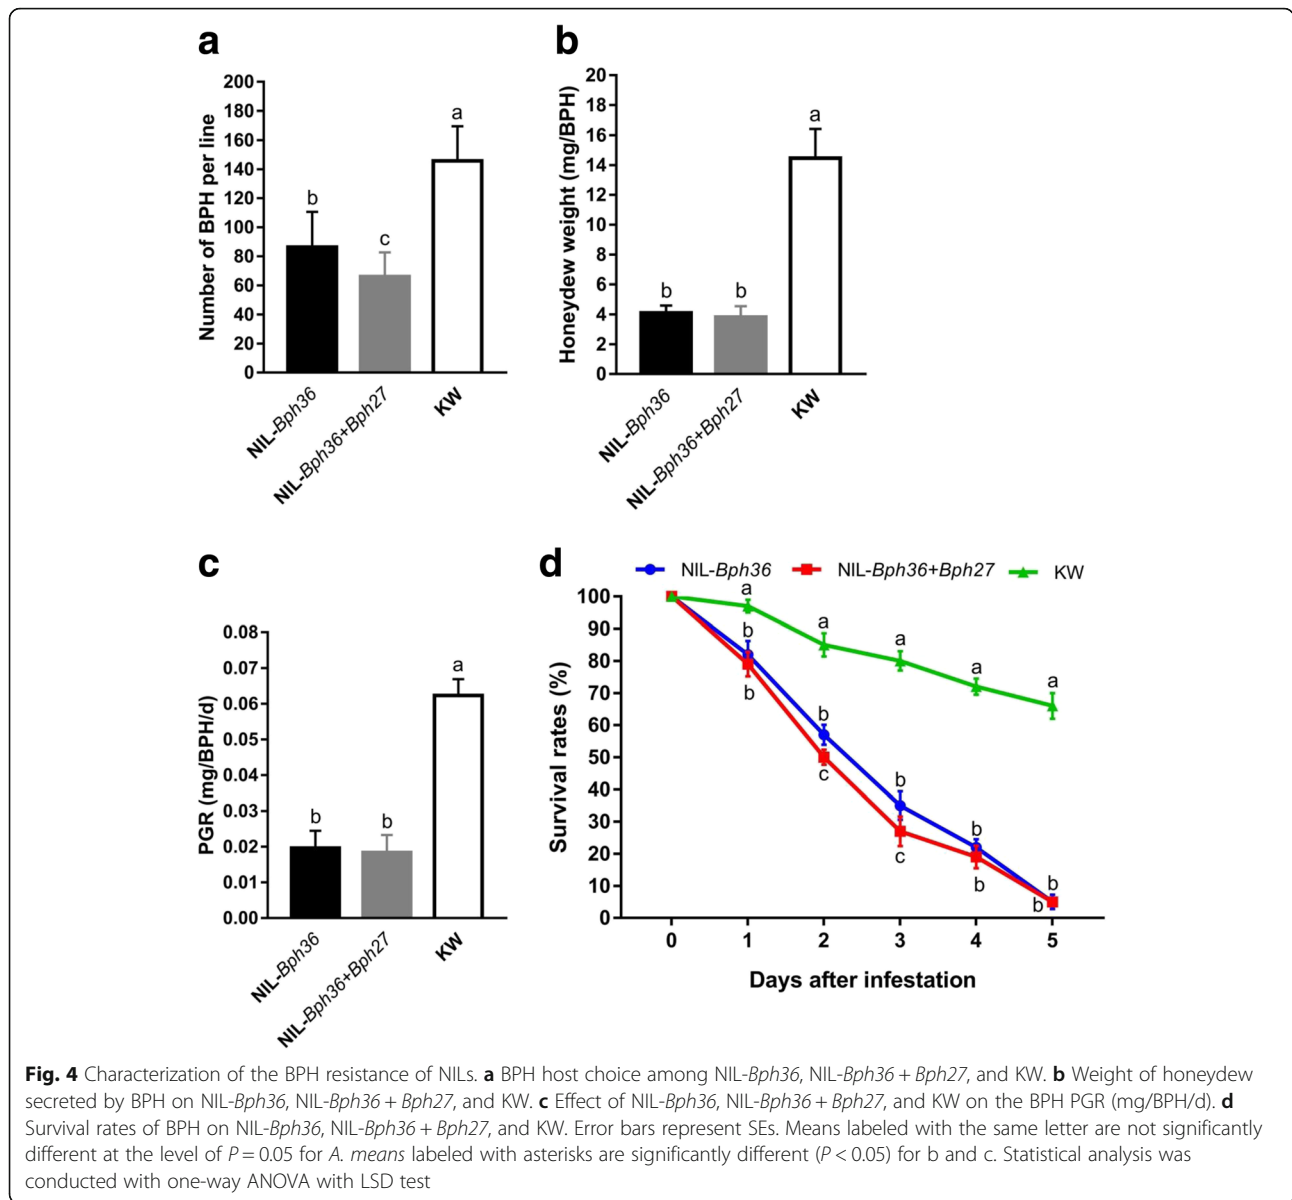 a
Number of BPH per line
200
180
160
140
120
100
80
60
40
20
0
b
c
a
NIL-Bph36
NIL-Bph36+Bph27
KW
b
Honeydew weight (mg/BPH)
20
18
16
14
12
10
8
6
4
2
0
b
b
a
NIL-Bph36
NIL-Bph36+Bph27
KW
c
PGR (mg/BPH/d)
0.08
0.07
0.06
0.05
0.04
0.03
0.02
0.01
0.00
b
b
a
NIL-Bph36
NIL-Bph36+Bph27
KW
d
NIL-Bph36 NIL-Bph36+Bph27 KW
Survival rates (%)
100
90
80
70
60
50
40
30
20
10
0
a
a
a
a
a
b
b
b
b
b
b
c
c
b
b
0 1 2 3 4 5
Days after infestation
Fig. 4 Characterization of the BPH resistance of NILs. a BPH host choice among NIL-Bph36, NIL-Bph36 + Bph27, and KW. b Weight of honeydew
secreted by BPH on NIL-Bph36, NIL-Bph36 + Bph27, and KW. c Effect of NIL-Bph36, NIL-Bph36 + Bph27, and KW on the BPH PGR (mg/BPH/d). d
Survival rates of BPH on NIL-Bph36, NIL-Bph36 + Bph27, and KW. Error bars represent SEs. Means labeled with the same letter are not significantly
different at the level of P = 0.05 for A. means labeled with asterisks are significantly different (P < 0.05) for b and c. Statistical analysis was
conducted with one-way ANOVA with LSD test